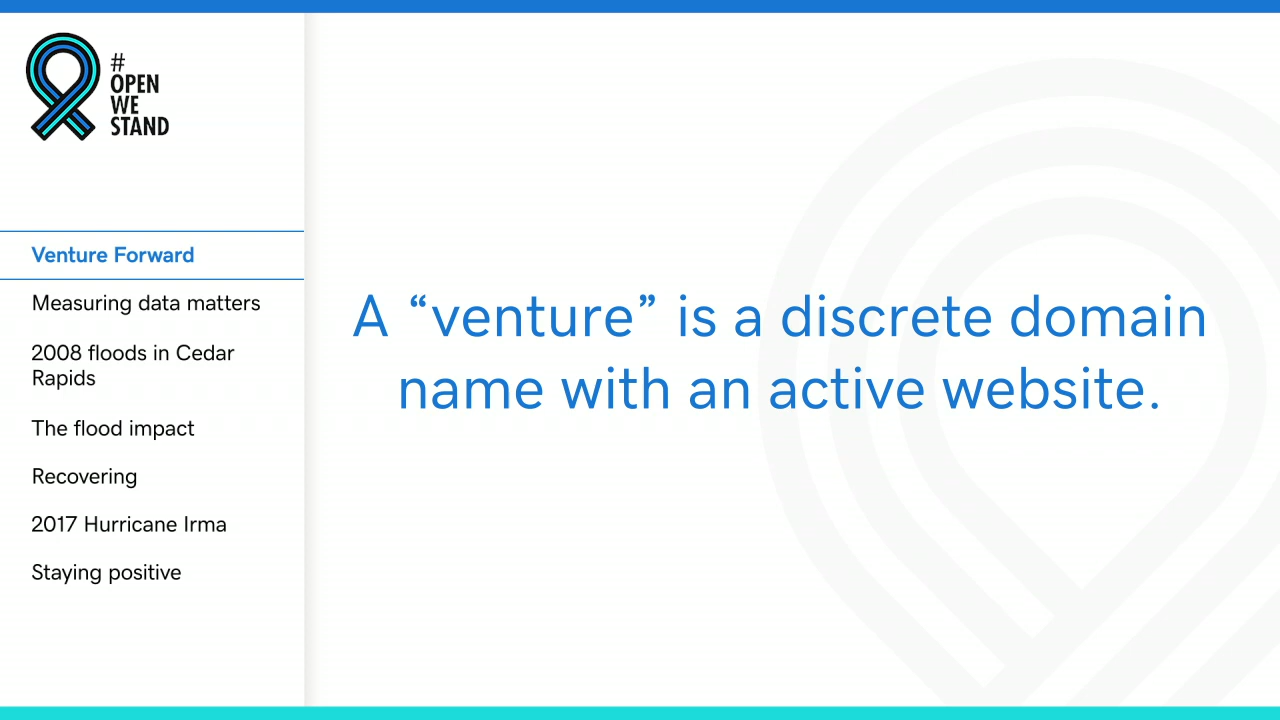 #
OPEN
WE
STAND
Venture Forward
Measuring data matters
2008 floods in Cedar
Rapids
The flood impact
Recovering
2017 Hurricane Irma
Staying positive
A “venture” is a discrete domain
name with an active website.